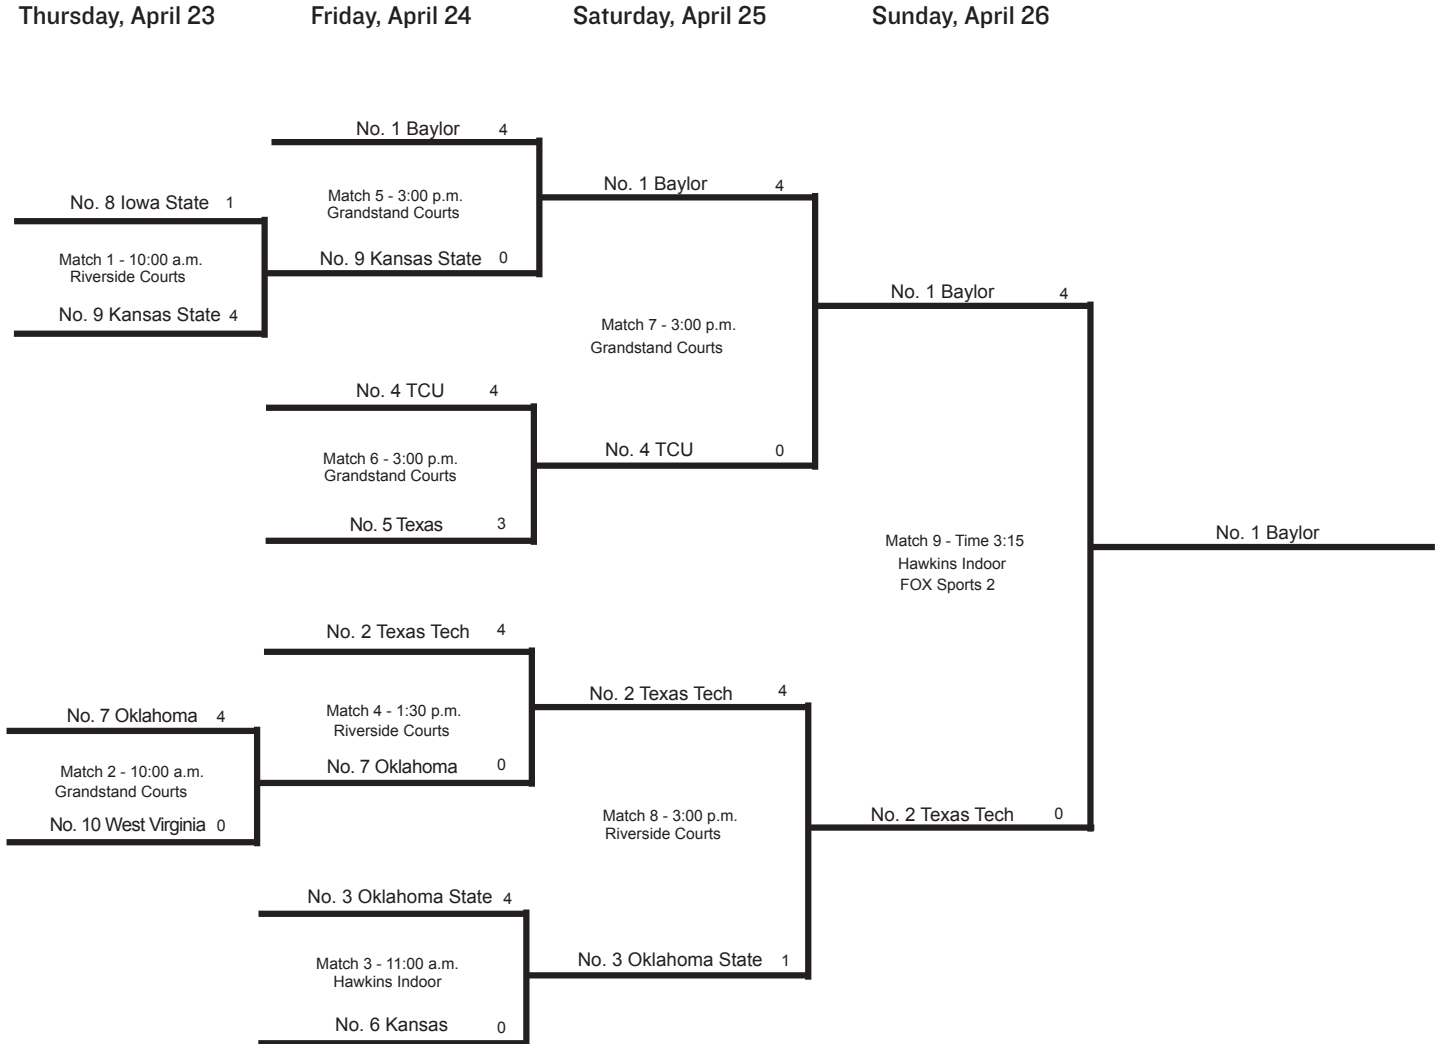 Thursday, April 23
Friday, April 24
Saturday, April 25
Sunday, April 26
No. 1 Baylor 4
Match 5 - 3:00 p.m.
Grandstand Courts
No. 9 Kansas State 0
No. 8 Iowa State 1
Match 1 - 10:00 a.m.
Riverside Courts
No. 9 Kansas State 4
No. 1 Baylor 4
Match 7 - 3:00 p.m.
Grandstand Courts
No. 4 TCU 0
No. 4 TCU 4
Match 6 - 3:00 p.m.
Grandstand Courts
No. 5 Texas 3
No. 1 Baylor 4
Match 9 - Time 3:15
Hawkins Indoor
FOX Sports 2
No. 2 Texas Tech 0
No. 1 Baylor
No. 2 Texas Tech 4
Match 4 - 1:30 p.m.
Riverside Courts
No. 7 Oklahoma 0
No. 7 Oklahoma 4
Match 2 - 10:00 a.m.
Grandstand Courts
No. 10 West Virginia 0
No. 2 Texas Tech 4
Match 8 - 3:00 p.m.
Riverside Courts
No. 3 Oklahoma State 1
No. 3 Oklahoma State 4
Match 3 - 11:00 a.m.
Hawkins Indoor
No. 6 Kansas 0